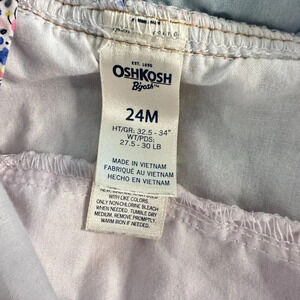 EST. 1895
OSHKOSH
B'gosh
24M
HT/GR: 32.5 - 34"
WT/PDS:
27.5 - 30 LB
MADE IN VIETNAM
FABRIQUÉ AU VIETNAM
HECHO EN VIETNAM
WITH LIKE COLORS.
ONLY NON-CHLORINE BLEACH
WHEN NEEDED. TUMBLE DRY
MEDIUM. REMOVE PROMPTLY.
WARM IRON IF NEEDED.